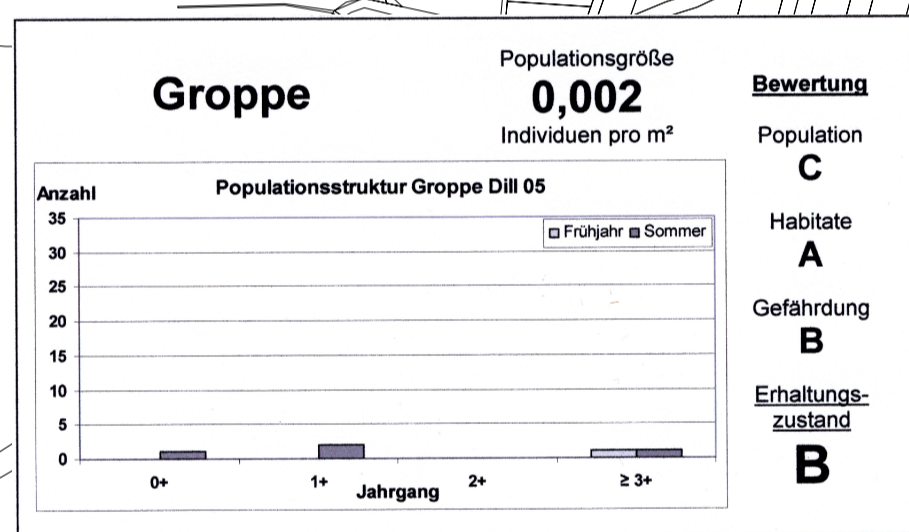 Groppe
Populationsgröße
0,002
Individuen pro m²
Populationsstruktur Groppe Dill 05
Anzahl
Frühjahr Sommer
35
30
25
20
15
10
5
0
0+ 1+ 2+ ≥ 3+
Jahrgang
Bewertung
Population
C
Habitate
A
Gefährdung
B
Erhaltungs-
zustand
B